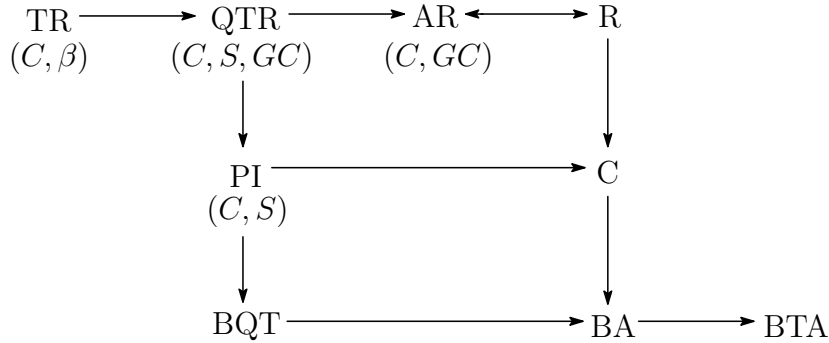 TR QTR AR R
(C, β) (C, S, GC) (C, GC)
PI C
(C, S)
BQT BA BTA